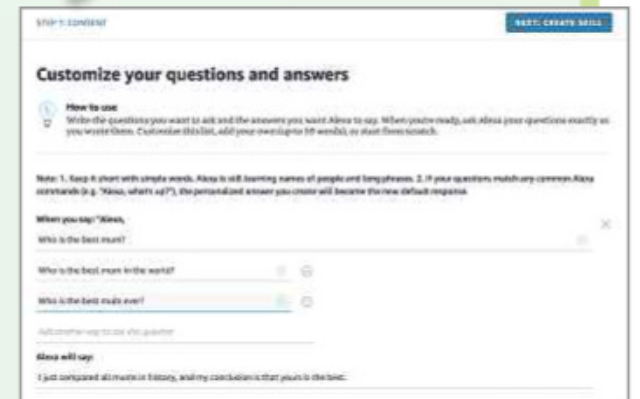 STEP 1: CONTENT
NEXT: CREATE SKILL
Customize your questions and answers
How to use
Write the questions you want to ask and the answers you want Alexa to say. When you're ready, ask Alexa your questions exactly as
you wrote them. Customize this list, add your own (up to 10 words), or start from scratch.
Note: 1. Keep it short with simple words. Alexa is still learning names of people and long phrases. 2. If your questions match any common Alexa
commands (e.g. "Alexa, what's up?"), the personalized answer you create will become the new default response.
When you say: "Alexa,
Who is the best mum?
Who is the best mum in the world?
Who is the best mum ever?
Add another way to ask this question
Alexa will say:
I just compared all mums in history, and my conclusion is that yours is the best.